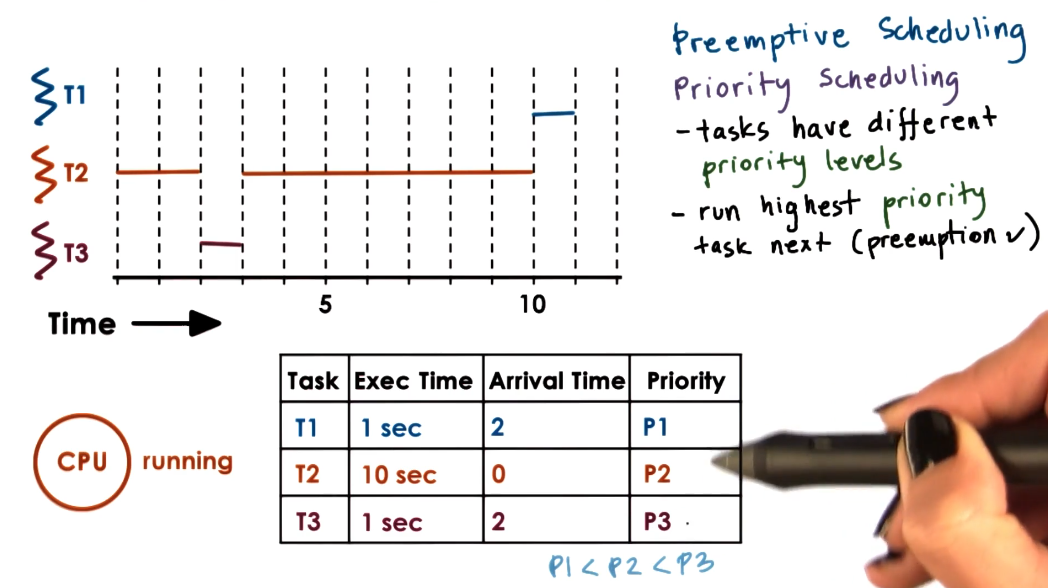 Preemptive Scheduling
Priority Scheduling
- tasks have different
priority levels
- run highest priority
task next (preemption ✓)
T1
T2
T3
5 10
Time
Task Exec Time Arrival Time Priority
T1 1 sec 2 P1
T2 10 sec 0 P2
T3 1 sec 2 P3
P1 < P2 < P3
CPU running